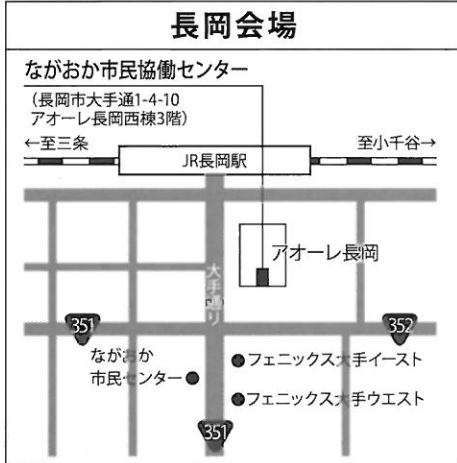 長岡会場
ながおか市民協働センター
（長岡市大手通1-4-10
アオーレ長岡西棟3階）
←至三条
至小千谷→
JR長岡駅
アオーレ長岡
大手通り
351
352
ながおか
市民センター
フェニックス大手イースト
フェニックス大手ウエスト
351